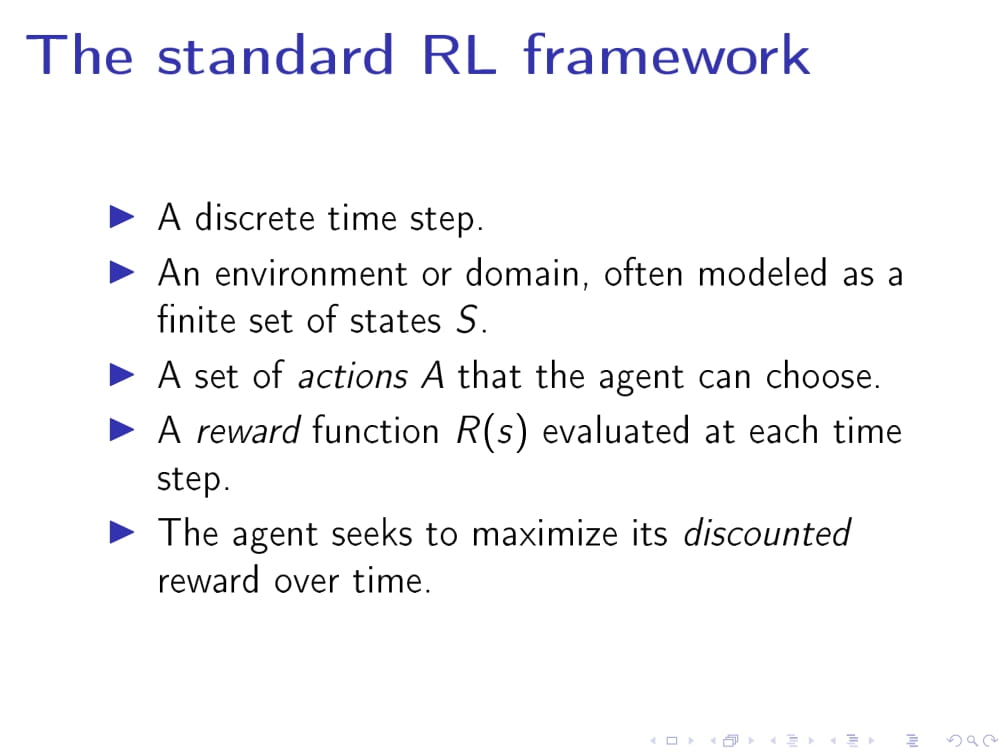 The standard RL framework
A discrete time step.
An environment or domain, often modeled as a
finite set of states S.
A set of actions A that the agent can choose.
A reward function R(s) evaluated at each time
step.
The agent seeks to maximize its discounted
reward over time.